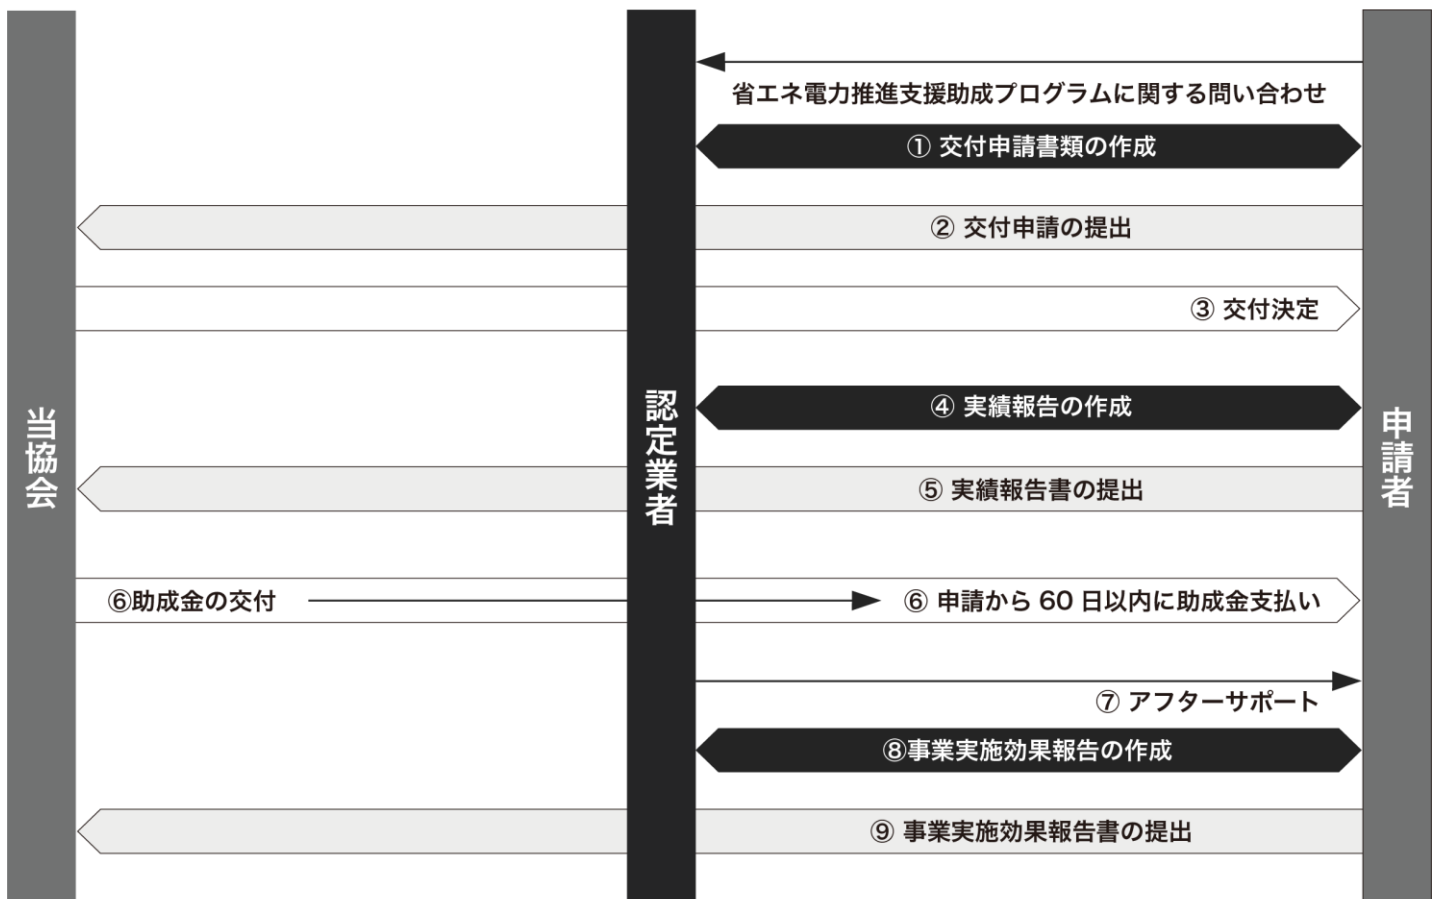 省エネ電力推進支援助成プログラムに関する問い合わせ
① 交付申請書類の作成
② 交付申請の提出
③ 交付決定
④ 実績報告の作成
当協会
認定業者
申請者
⑤ 実績報告書の提出
⑥助成金の交付
⑥ 申請から 60 日以内に助成金支払い
⑦ アフターサポート
⑧事業実施効果報告の作成
⑨ 事業実施効果報告書の提出